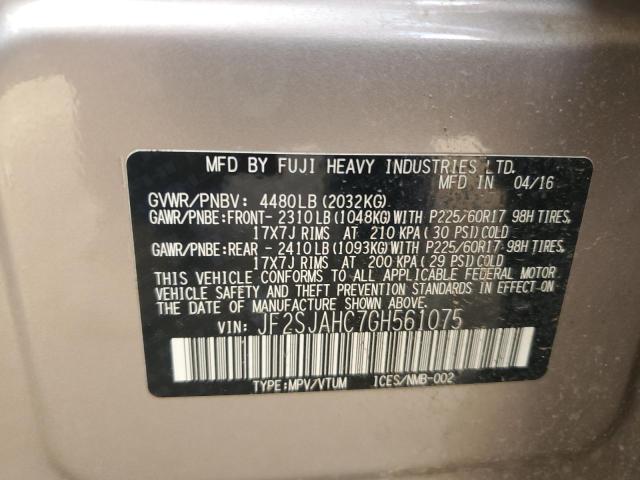 MFD BY FUJI HEAVY INDUSTRIES LTD.
MFD IN 04/16
GVWR/PNBV: 4480LB(2032KG)
GAWR/PNBE:FRONT- 2310LB(1048KG)WITH P225/60R17 98H TIRES,
17X7J RIMS AT 210 KPA( 30 PSI)COLD
GAWR/PNBE:REAR - 2410LB(1093KG)WITH P225/60R17 98H TIRES,
17X7J RIMS AT 200 KPA( 29 PSI)COLD
THIS VEHICLE CONFORMS TO ALL APPLICABLE FEDERAL MOTOR
VEHICLE SAFETY AND THEFT PREVENTION STANDARDS IN EFFECT ON
THE DATE OF MANUFACTURE SHOWN ABOVE.
VIN: JF2SJAHC7GH561075
TYPE:MPV/VTUM ICES/NMB-002